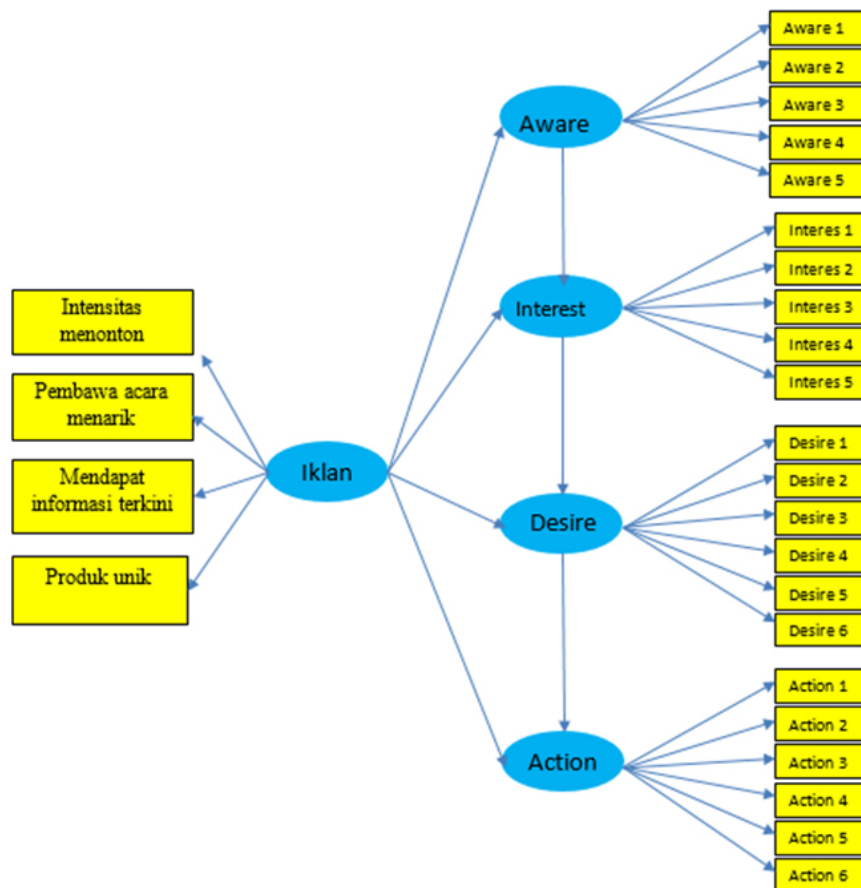 Intensitas
menonton
Pembawa acara
menarik
Mendapat
informasi terkini
Produk unik
Iklan
Aware
Interest
Desire
Action
Aware 1
Aware 2
Aware 3
Aware 4
Aware 5
Interes 1
Interes 2
Interes 3
Interes 4
Interes 5
Desire 1
Desire 2
Desire 3
Desire 4
Desire 5
Desire 6
Action 1
Action 2
Action 3
Action 4
Action 5
Action 6